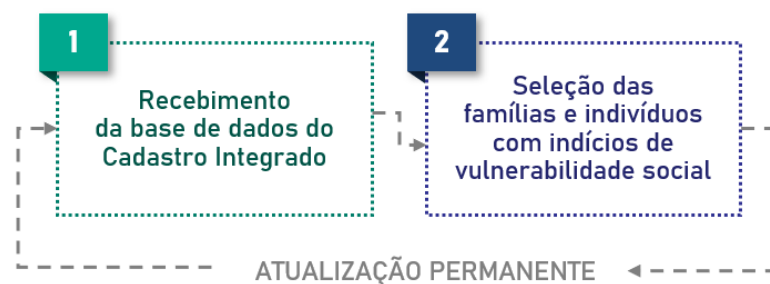 1
Recebimento
da base de dados do
Cadastro Integrado
2
Seleção das
famílias e indivíduos
com indícios de
vulnerabilidade social
ATUALIZAÇÃO PERMANENTE